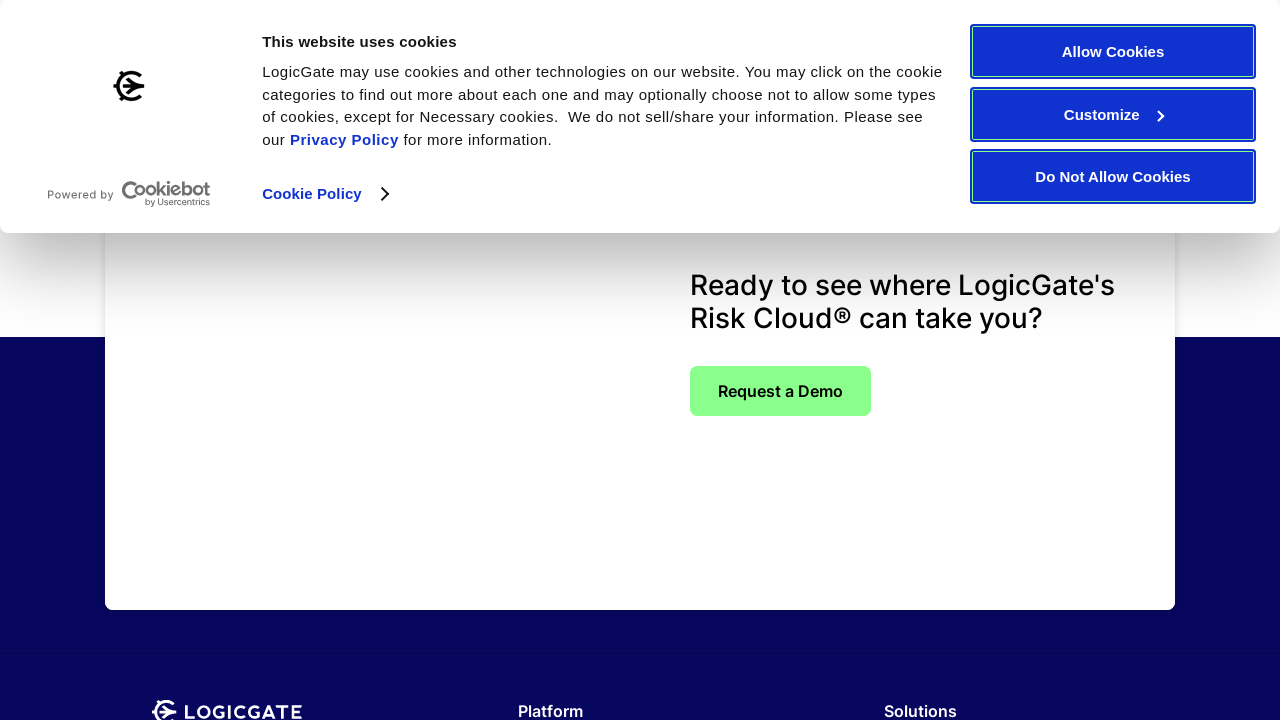 This website uses cookies
LogicGate may use cookies and other technologies on our website. You may click on the cookie
categories to find out more about each one and may optionally choose not to allow some types
of cookies, except for Necessary cookies.  We do not sell/share your information. Please see
our Privacy Policy for more information.
Cookie Policy
Powered by Cookiebot
by Usercentrics
Allow Cookies
Customize
Do Not Allow Cookies
Ready to see where LogicGate's
Risk Cloud® can take you?
Request a Demo
LOGICGATE
Platform
Solutions